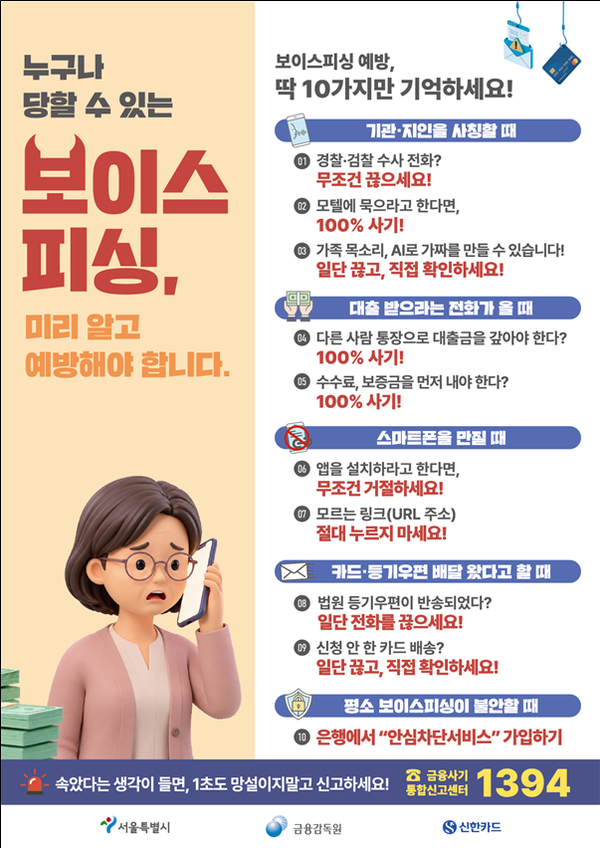 누구나
당할 수 있는
보이스
피싱,
미리 알고
예방해야 합니다.
보이스피싱 예방,
딱 10가지만 기억하세요!
기관·지인을 사칭할 때
01 경찰·검찰 수사 전화?
무조건 끊으세요!
02 모텔에 묵으라고 한다면,
100% 사기!
03 가족 목소리, AI로 가짜를 만들 수 있습니다!
일단 끊고, 직접 확인하세요!
대출 받으라는 전화가 올 때
04 다른 사람 통장으로 대출금을 갚아야 한다?
100% 사기!
05 수수료, 보증금을 먼저 내야 한다?
100% 사기!
스마트폰을 만질 때
06 앱을 설치하라고 한다면,
무조건 거절하세요!
07 모르는 링크(URL 주소)
절대 누르지 마세요!
카드·등기우편 배달 왔다고 할 때
08 법원 등기우편이 반송되었다?
일단 전화를 끊으세요!
09 신청 안 한 카드 배송?
일단 끊고, 직접 확인하세요!
평소 보이스피싱이 불안할 때
10 은행에서 “안심차단서비스” 가입하기
속았다는 생각이 들면, 1초도 망설이지말고 신고하세요!
금융사기
통합신고센터 1394
서울특별시
금융감독원
신한카드